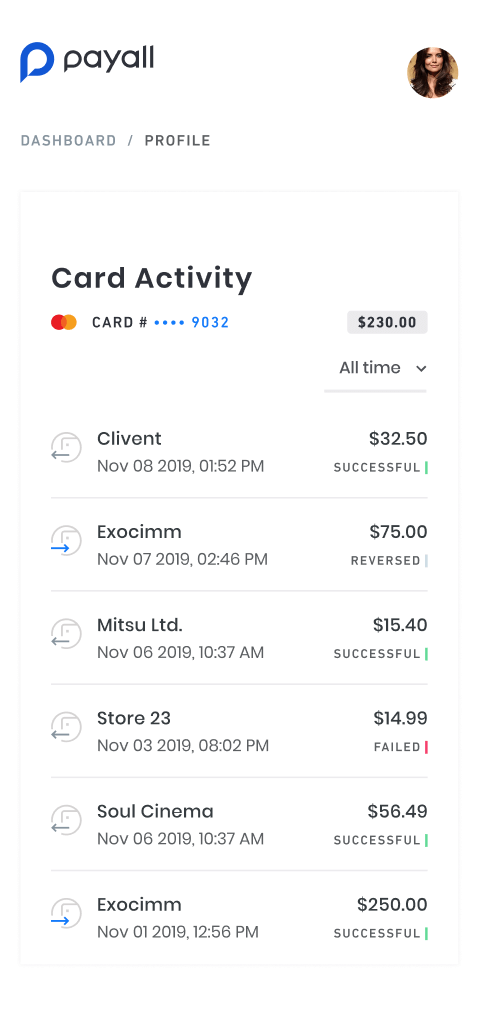 payall
DASHBOARD / PROFILE
Card Activity
CARD # •••• 9032 $230.00
All time
Clivent $32.50
Nov 08 2019, 01:52 PM SUCCESSFUL
Exocimm $75.00
Nov 07 2019, 02:46 PM REVERSED
Mitsu Ltd. $15.40
Nov 06 2019, 10:37 AM SUCCESSFUL
Store 23 $14.99
Nov 03 2019, 08:02 PM FAILED
Soul Cinema $56.49
Nov 06 2019, 10:37 AM SUCCESSFUL
Exocimm $250.00
Nov 01 2019, 12:56 PM SUCCESSFUL